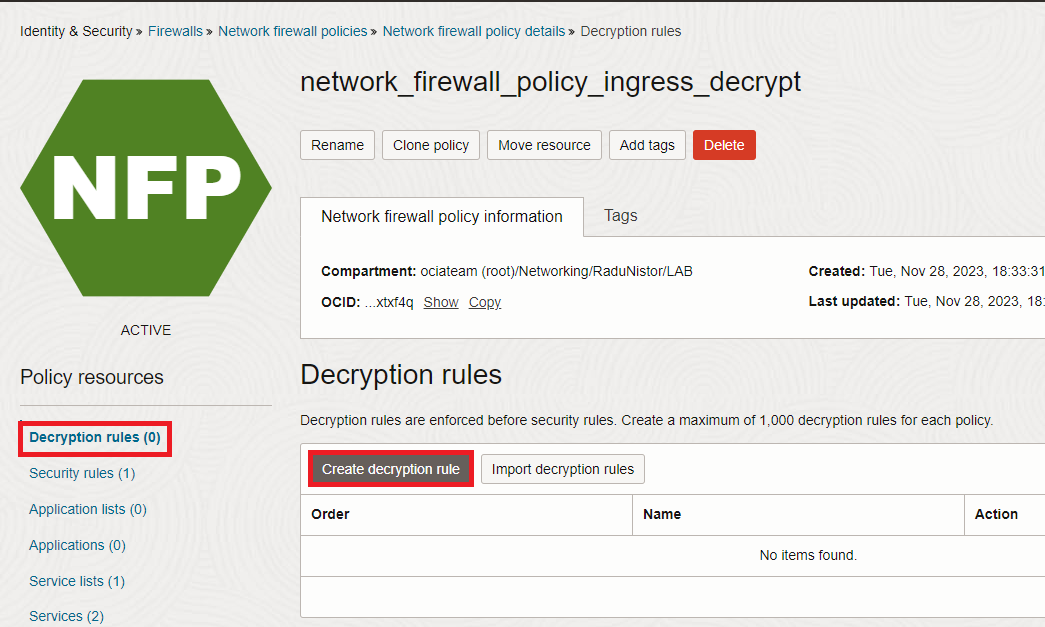 Identity & Security » Firewalls » Network firewall policies » Network firewall policy details » Decryption rules
NFP
ACTIVE
network_firewall_policy_ingress_decrypt
Rename Clone policy Move resource Add tags Delete
Network firewall policy information Tags
Compartment: ociateam (root)/Networking/RaduNistor/LAB Created: Tue, Nov 28, 2023, 18:33:31
OCID: ...xtxf4q Show Copy Last updated: Tue, Nov 28, 2023, 18:
Policy resources
Decryption rules (0)
Security rules (1)
Application lists (0)
Applications (0)
Service lists (1)
Services (2)
Decryption rules
Decryption rules are enforced before security rules. Create a maximum of 1,000 decryption rules for each policy.
Create decryption rule Import decryption rules
Order Name Action
No items found.